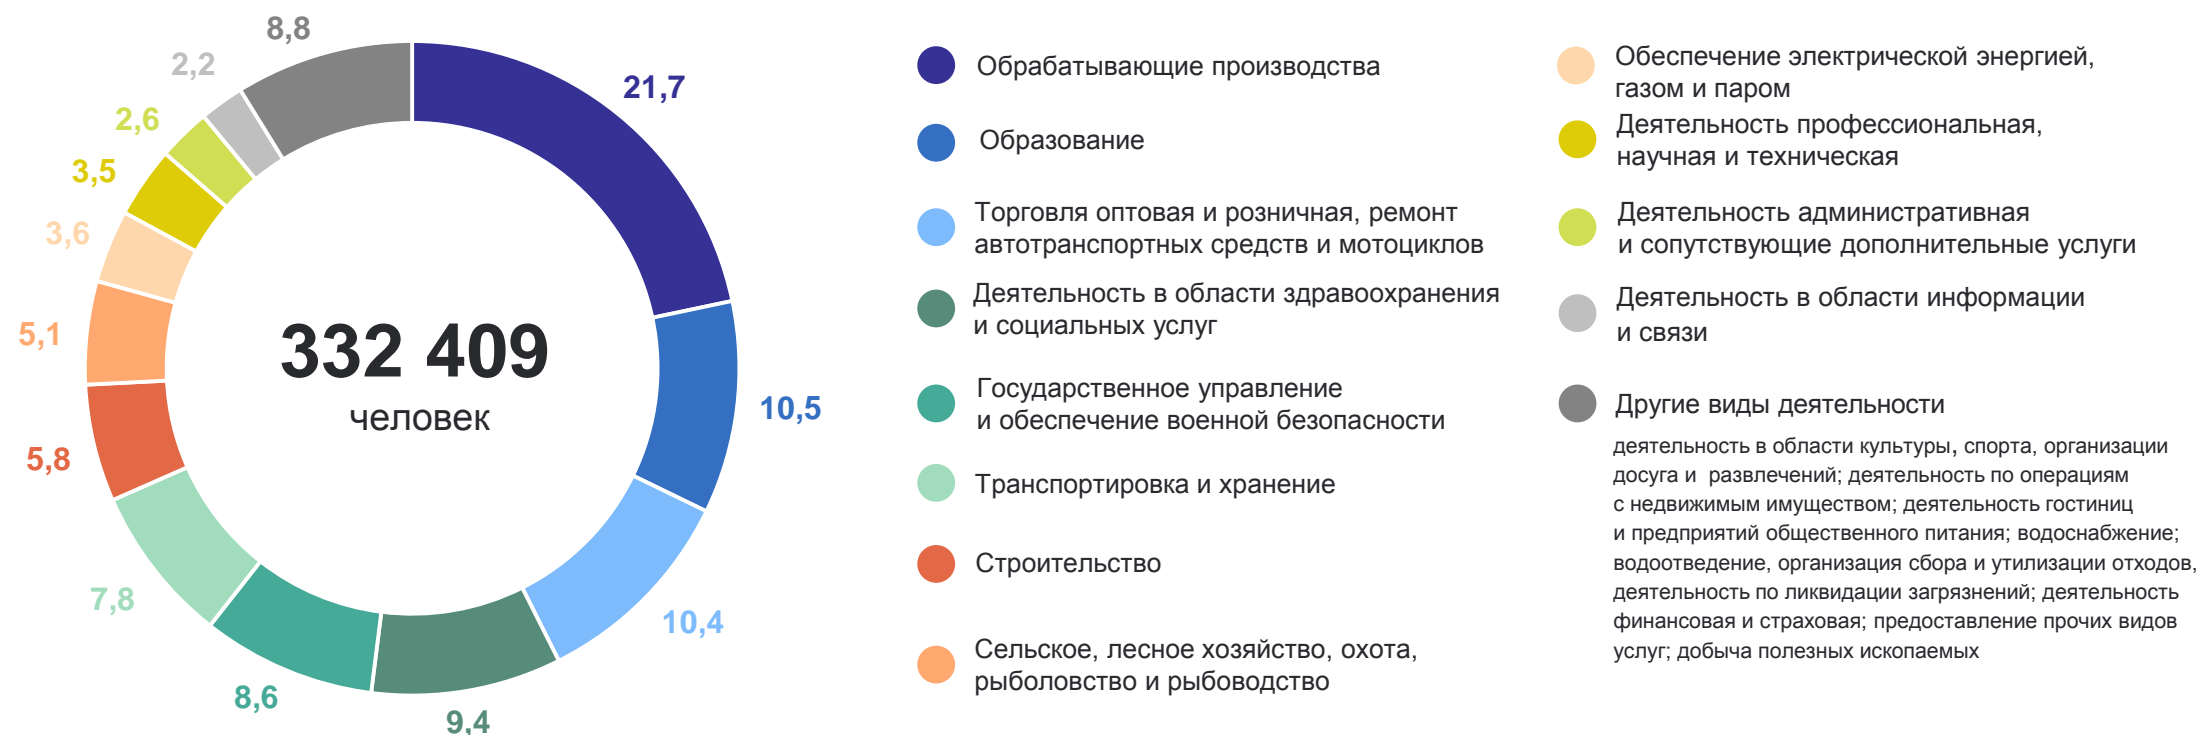 8,8
2,2
2,6
3,5
3,6
5,1
5,8
7,8
8,6
9,4
10,4
10,5
21,7
332 409
человек
Обрабатывающие производства
Образование
Торговля оптовая и розничная, ремонт
автотранспортных средств и мотоциклов
Деятельность в области здравоохранения
и социальных услуг
Государственное управление
и обеспечение военной безопасности
Транспортировка и хранение
Строительство
Сельское, лесное хозяйство, охота,
рыболовство и рыбоводство
Обеспечение электрической энергией,
газом и паром
Деятельность профессиональная,
научная и техническая
Деятельность административная
и сопутствующие дополнительные услуги
Деятельность в области информации
и связи
Другие виды деятельности
деятельность в области культуры, спорта, организации
досуга и развлечений; деятельность по операциям
с недвижимым имуществом; деятельность гостиниц
и предприятий общественного питания; водоснабжение;
водоотведение, организация сбора и утилизации отходов,
деятельность по ликвидации загрязнений; деятельность
финансовая и страховая; предоставление прочих видов
услуг; добыча полезных ископаемых